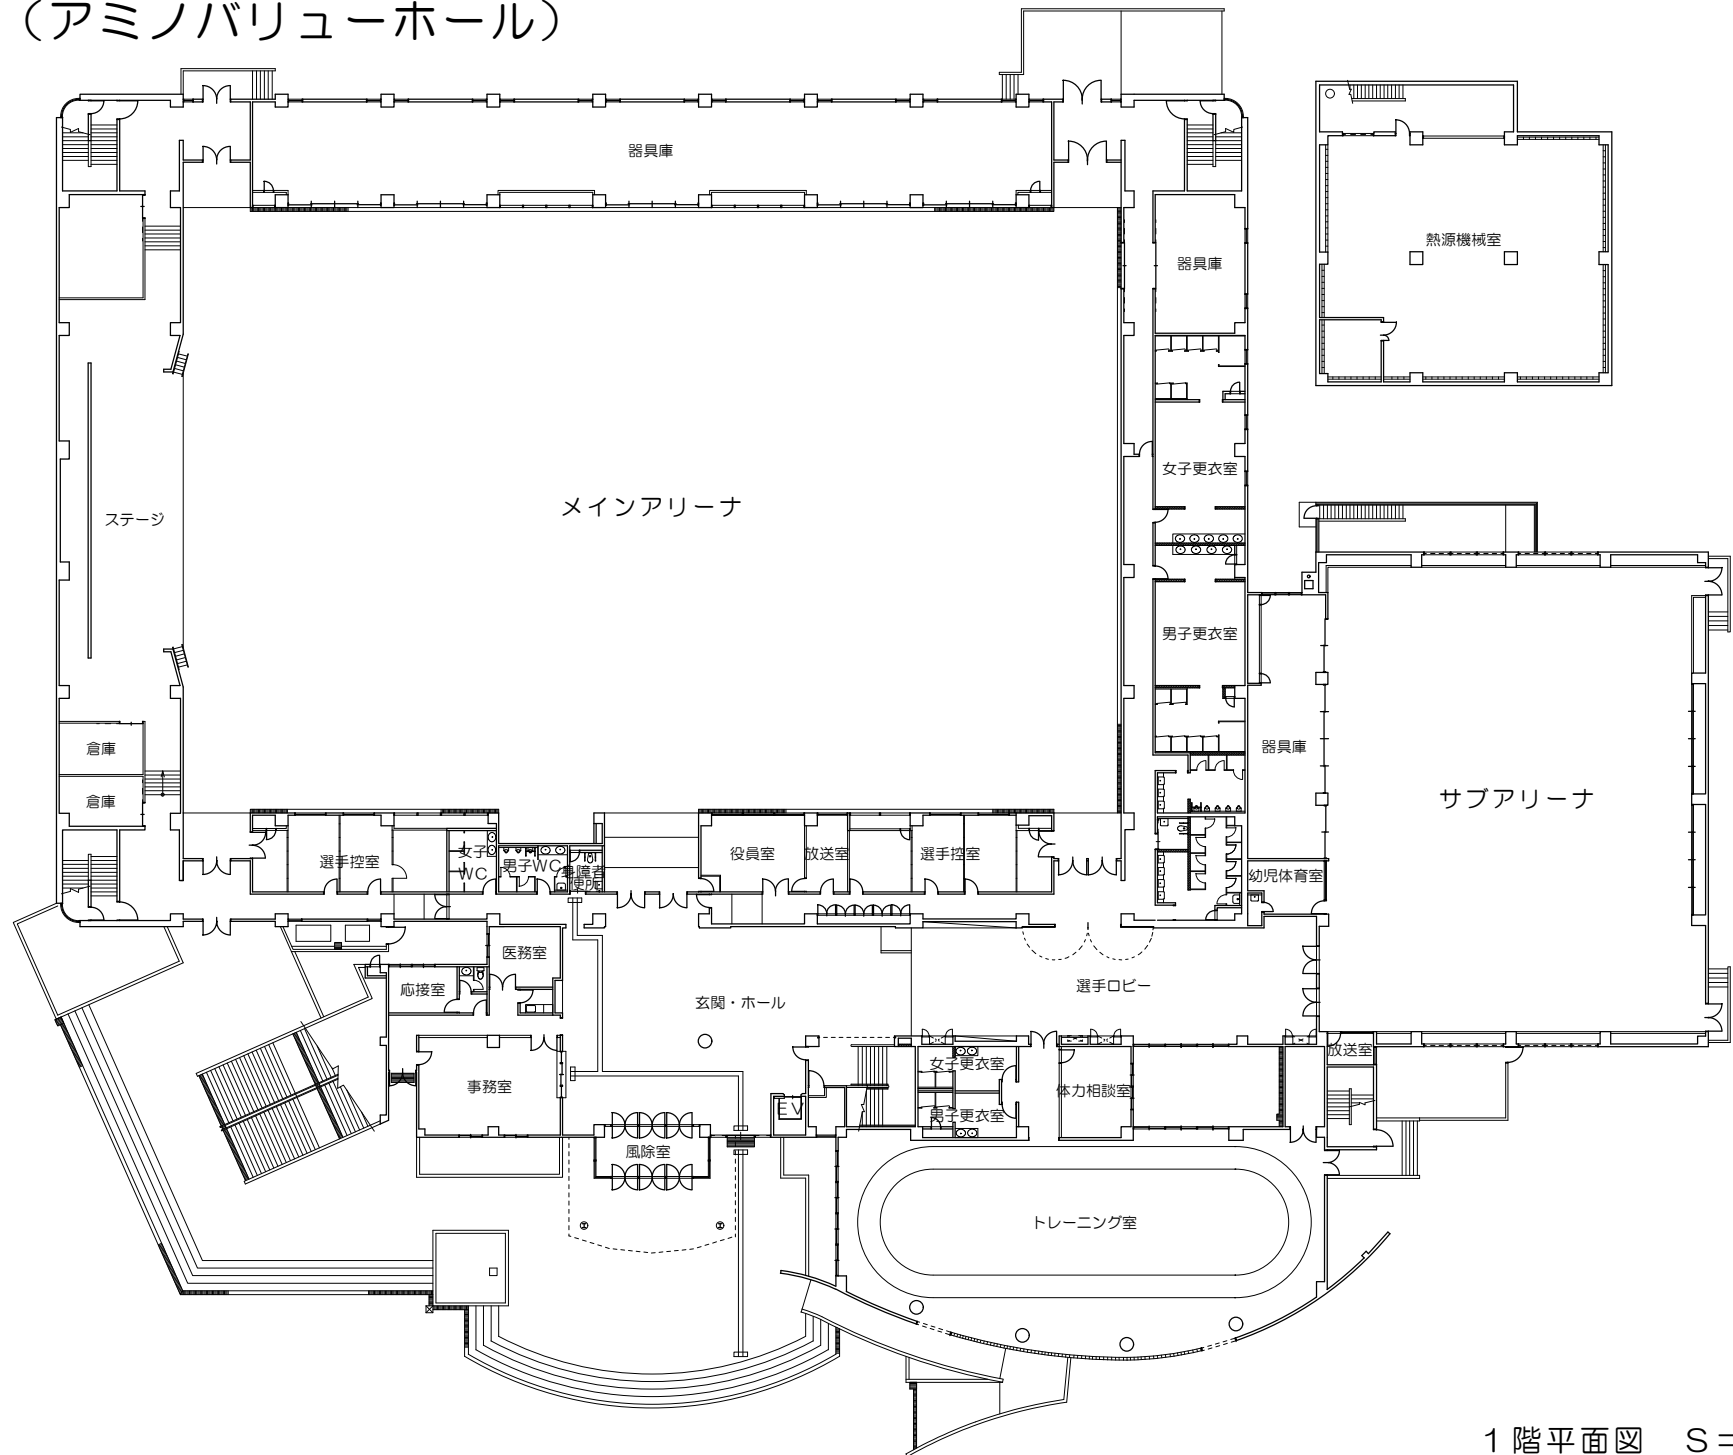 （アミノバリューホール）
器具庫
熱源機械室
器具庫
女子更衣室
メインアリーナ
ステージ
男子更衣室
器具庫
倉庫
サブアリーナ
倉庫
選手控室
女子
WC
男子WC
身障者
便所
役員室
放送室
選手控室
幼児体育室
医務室
応接室
選手ロビー
玄関・ホール
放送室
女子更衣室
事務室
体力相談室
EV
男子更衣室
風除室
トレーニング室
1階平面図 S=